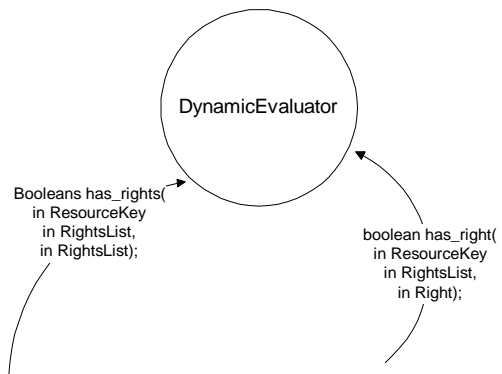 DynamicEvaluator
Booleans has_rights(
in ResourceKey
in RightsList,
in RightsList);
boolean has_right(
in ResourceKey
in RightsList,
in Right);